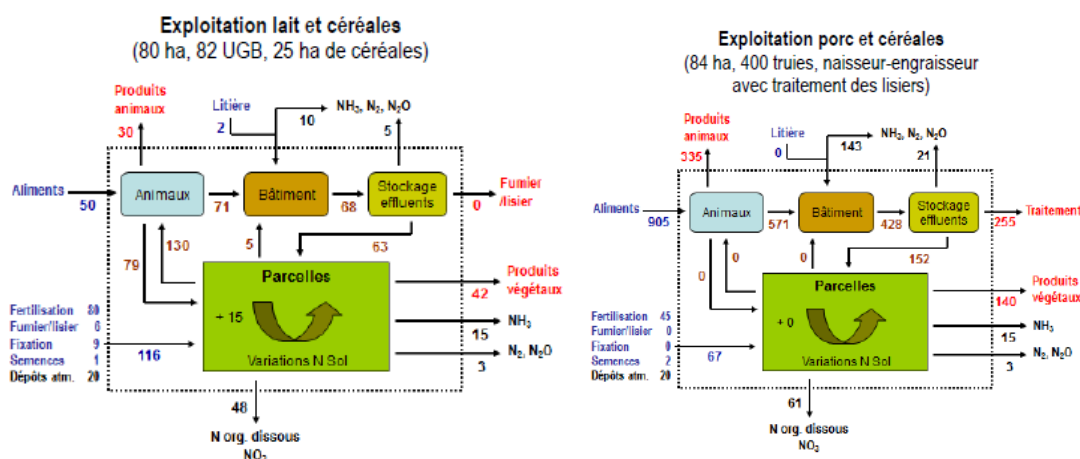 Exploitation lait et céréales
(80 ha, 82 UGB, 25 ha de céréales)
Produits
animaux
30
Litière
2
10
NH3, N2, N2O
5
Aliments
50
Animaux
71
Bâtiment
68
Stockage
effluents
Fumier
/lisier
0
130
79
5
63
Parcelles
+ 15
Variations N Sol
Produits
végétaux
42
NH3
15
N2, N2O
3
Fertilisation 80
Fumier/lisier 6
Fixation 9
Semences 1
Dépôts atm. 20
116
48
N org. dissous
NO3
Exploitation porc et céréales
(84 ha, 400 truies, naisseur-engraisseur
avec traitement des lisiers)
Produits
animaux
335
Litière
0
143
NH3, N2, N2O
21
Aliments
905
Animaux
571
Bâtiment
428
Stockage
effluents
Traitement
255
0
0
0
152
Parcelles
+ 0
Variations N Sol
Produits
végétaux
140
NH3
15
N2, N2O
3
Fertilisation 45
Fumier/lisier 0
Fixation 0
Semences 2
Dépôts atm. 20
67
61
N org. dissous
NO3